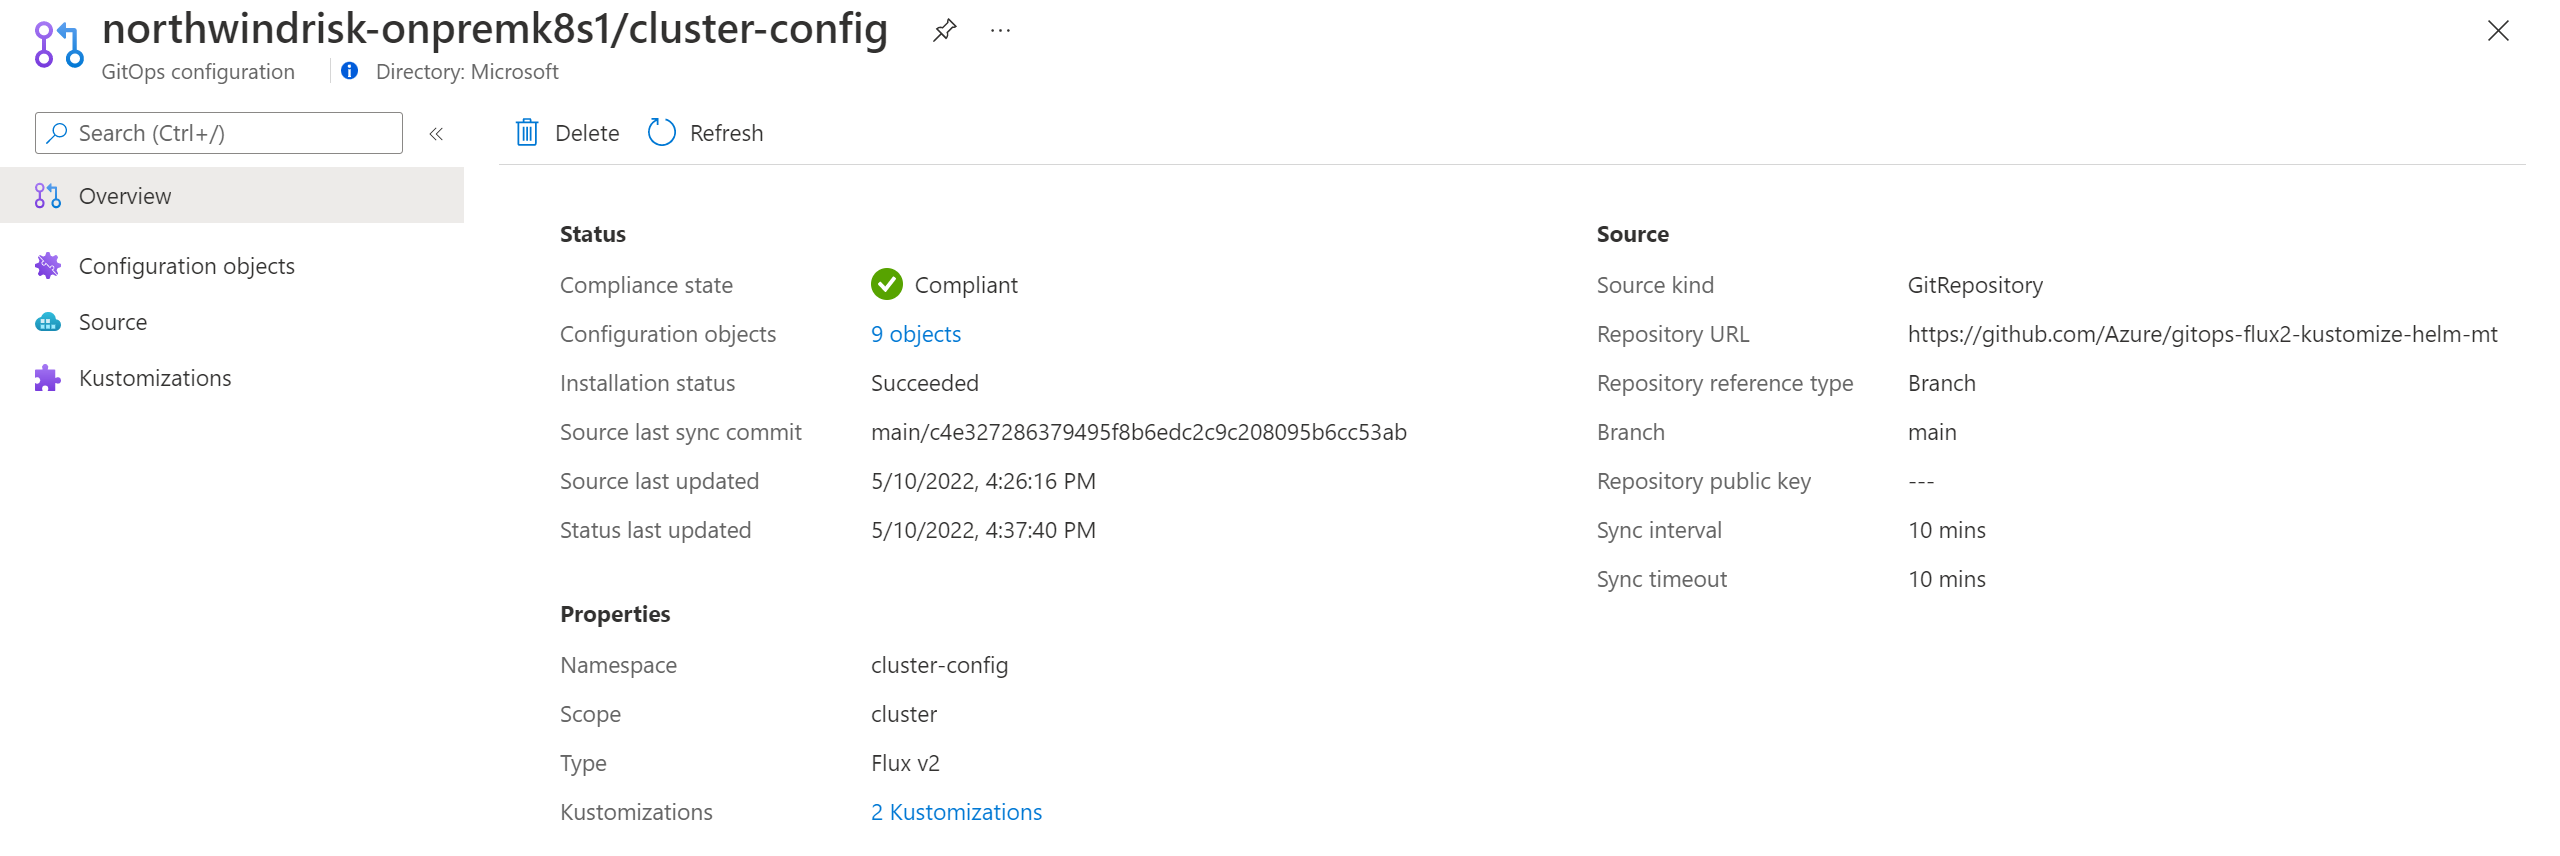 northwindrisk-onpremk8s1/cluster-config
GitOps configuration
Directory: Microsoft
Search (Ctrl+/)
Overview
Configuration objects
Source
Kustomizations
Delete
Refresh
Status
Compliance state Compliant
Configuration objects 9 objects
Installation status Succeeded
Source last sync commit main/c4e327286379495f8b6edc2c9c208095b6cc53ab
Source last updated 5/10/2022, 4:26:16 PM
Status last updated 5/10/2022, 4:37:40 PM
Properties
Namespace cluster-config
Scope cluster
Type Flux v2
Kustomizations 2 Kustomizations
Source
Source kind GitRepository
Repository URL https://github.com/Azure/gitops-flux2-kustomize-helm-mt
Repository reference type Branch
Branch main
Repository public key ---
Sync interval 10 mins
Sync timeout 10 mins